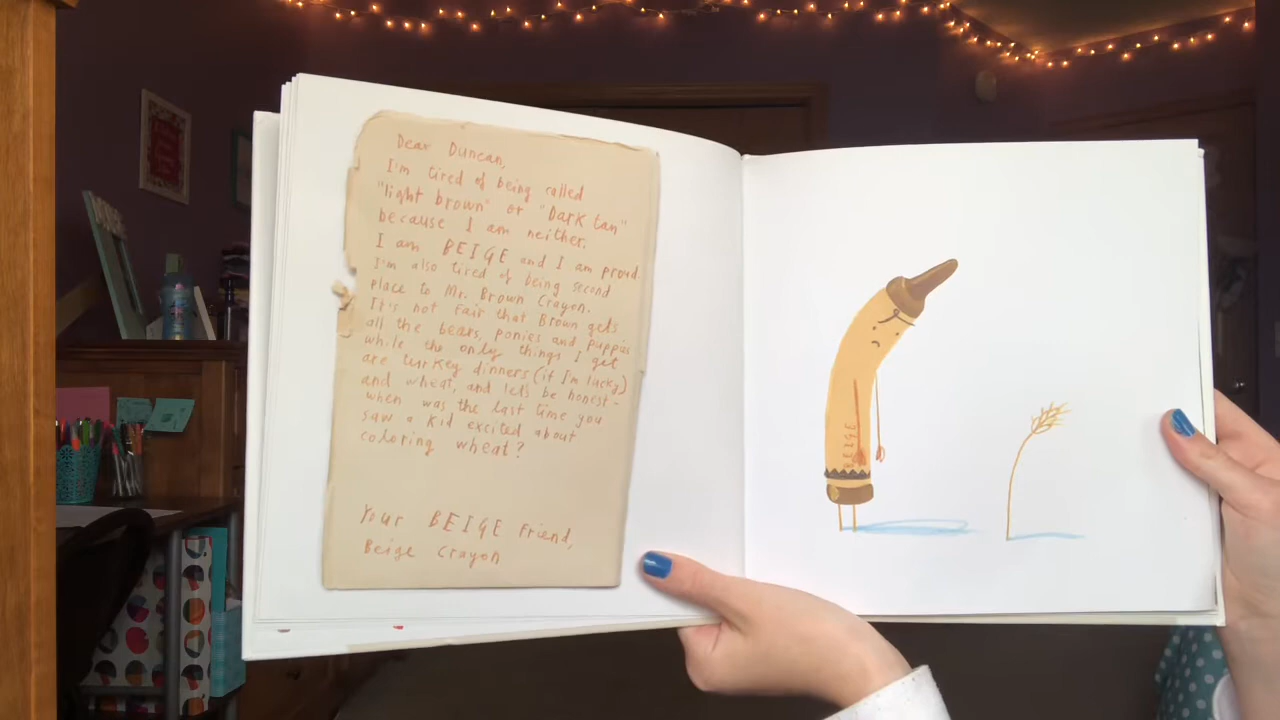 Dear Duncan,
I'm tired of being called
"light brown" or "Dark tan"
because I am neither.
I am BEIGE and I am proud.
I'm also tired of being second
place to Mr. Brown Crayon.
It's not fair that Brown gets
all the bears, ponies and puppies
while the only things I get
are turkey dinners (if I'm lucky)
and wheat, and let's be honest-
when was the last time you
saw a kid excited about
coloring wheat?
Your BEIGE friend,
Beige Crayon
BEIGE